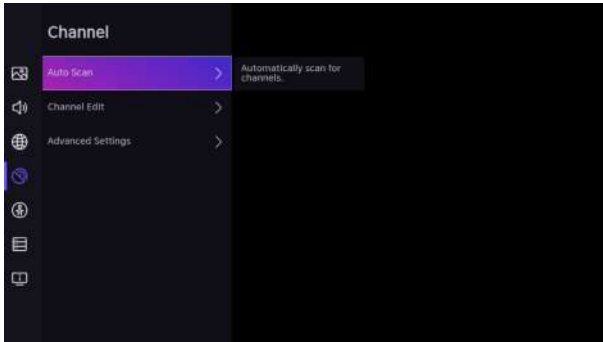 Channel
Auto Scan
Automatically scan for
channels.
Channel Edit
Advanced Settings